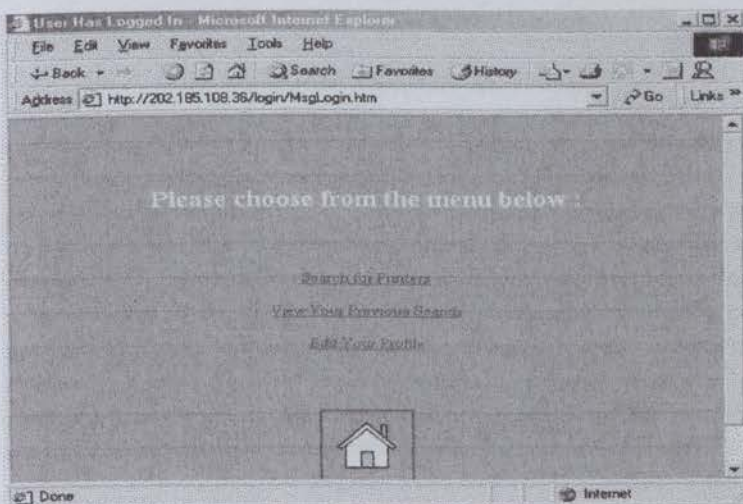 User Has Logged In - Microsoft Internet Explorer
File Edit View Favorites Tools Help
Back Search Favorites History
Address http://202.185.108.36/login/MsgLogin.htm Go Links »
Please choose from the menu below :
Search for Printers
View Your Previous Search
Edit Your Profile
Done Internet